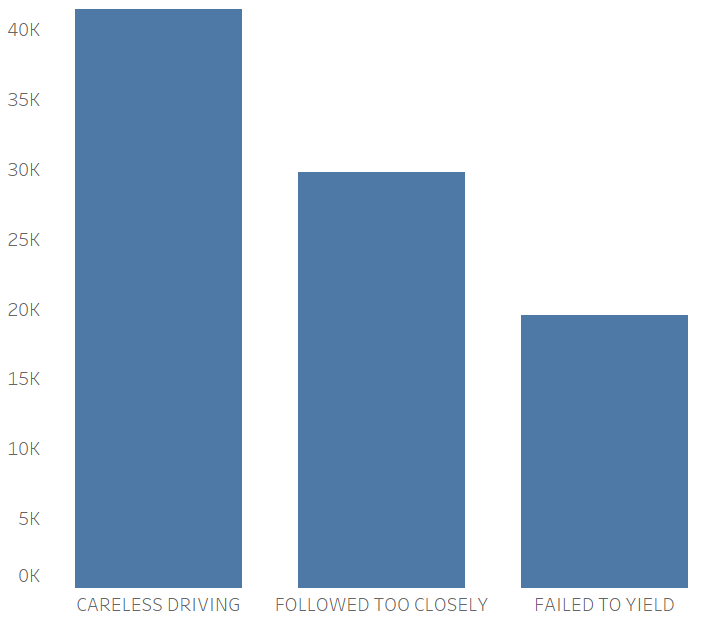 40K
35K
30K
25K
20K
15K
10K
5K
0K
CARELESS DRIVING
FOLLOWED TOO CLOSELY
FAILED TO YIELD